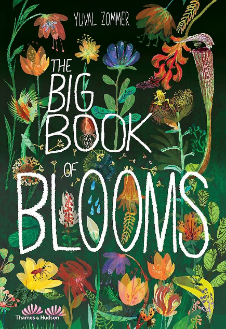 YUVAL ZOMMER
THE
BIG
BOOK
OF
BLOOMS
Thames & Hudson